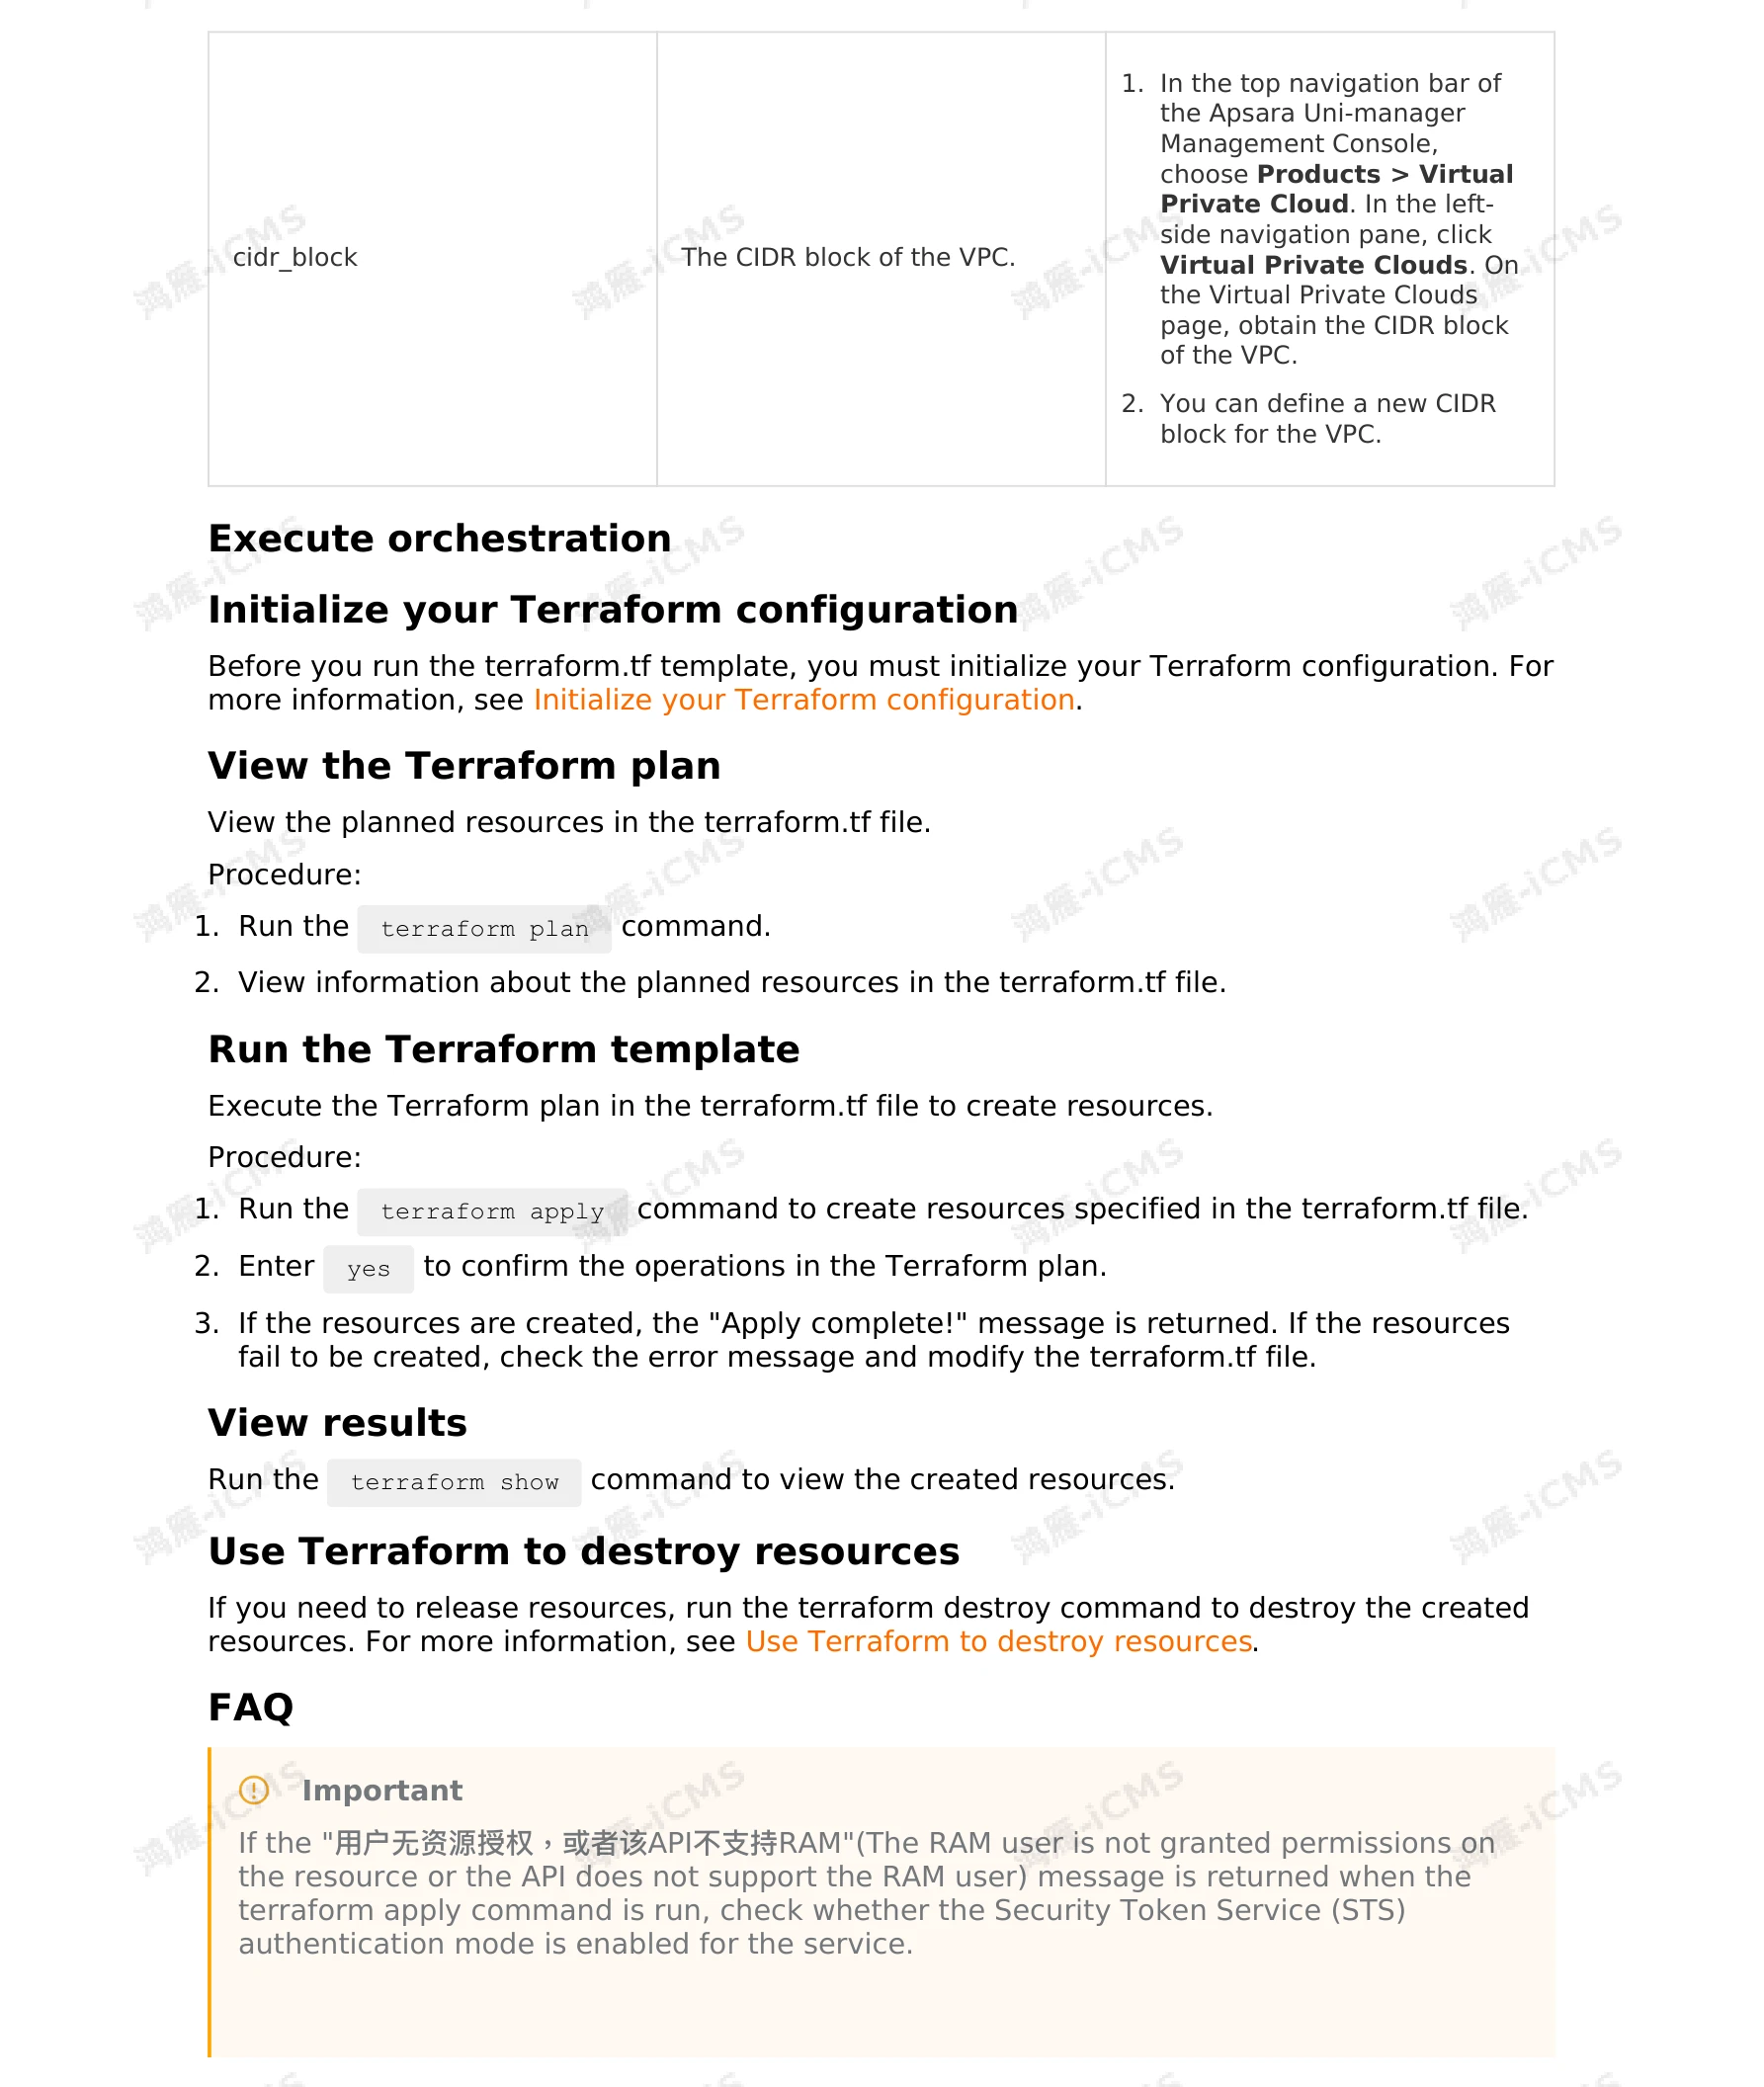 cidr_block
The CIDR block of the VPC.
1. In the top navigation bar of
the Apsara Uni-manager
Management Console,
choose Products > Virtual
Private Cloud. In the left-
side navigation pane, click
Virtual Private Clouds. On
the Virtual Private Clouds
page, obtain the CIDR block
of the VPC.
2. You can define a new CIDR
block for the VPC.
Execute orchestration
Initialize your Terraform configuration
Before you run the terraform.tf template, you must initialize your Terraform configuration. For
more information, see Initialize your Terraform configuration.
View the Terraform plan
View the planned resources in the terraform.tf file.
Procedure:
1. Run the terraform plan command.
2. View information about the planned resources in the terraform.tf file.
Run the Terraform template
Execute the Terraform plan in the terraform.tf file to create resources.
Procedure:
1. Run the terraform apply command to create resources specified in the terraform.tf file.
2. Enter yes to confirm the operations in the Terraform plan.
3. If the resources are created, the "Apply complete!" message is returned. If the resources
fail to be created, check the error message and modify the terraform.tf file.
View results
Run the terraform show command to view the created resources.
Use Terraform to destroy resources
If you need to release resources, run the terraform destroy command to destroy the created
resources. For more information, see Use Terraform to destroy resources.
FAQ
Important
If the "用户无资源授权，或者该API不支持RAM"(The RAM user is not granted permissions on
the resource or the API does not support the RAM user) message is returned when the
terraform apply command is run, check whether the Security Token Service (STS)
authentication mode is enabled for the service.
鸿雁-iCMS